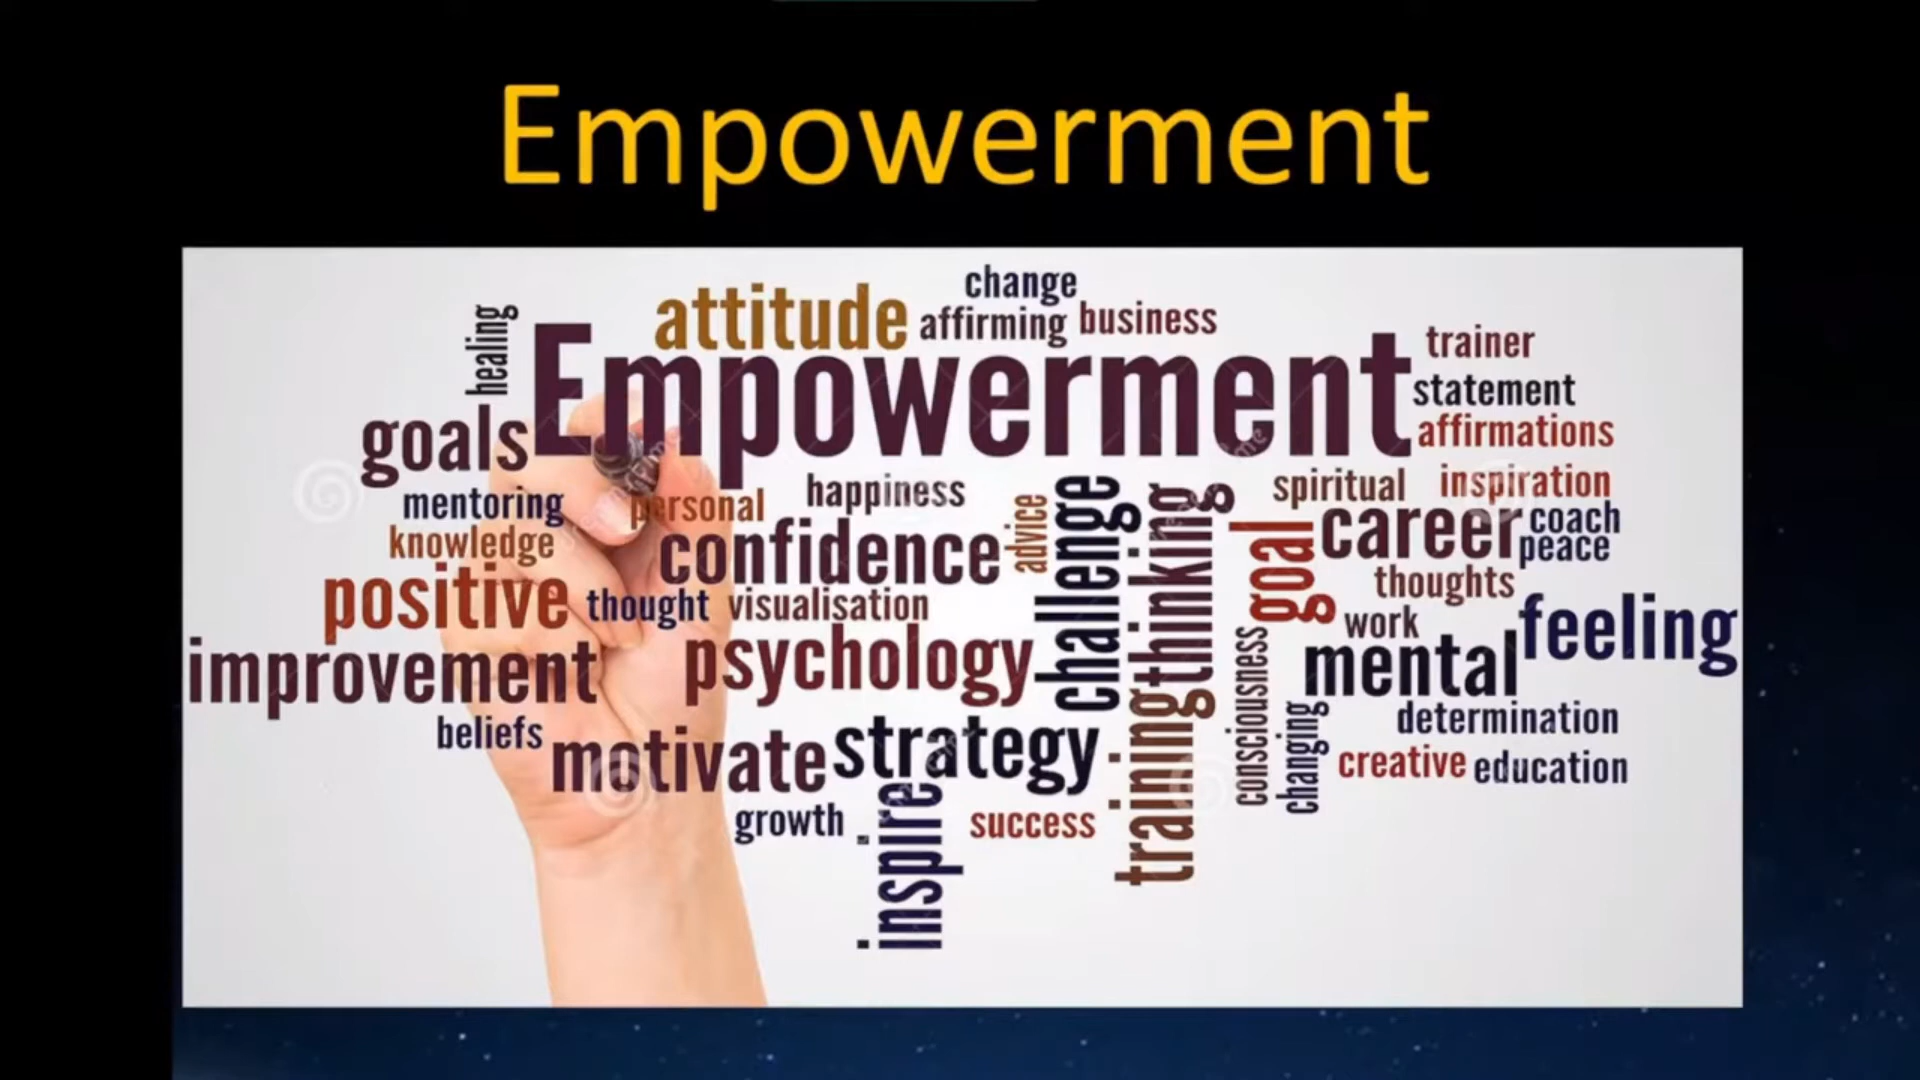 Empowerment
change
attitude affirming business
healing
Empowerment
trainer
statement
goals
affirmations
mentoring
personal
happiness
advice
challenge
thinking
spiritual
inspiration
knowledge
confidence
goal
career
coach
peace
positive
thought
visualisation
thoughts
work
feeling
improvement
psychology
training
consciousness
mental
changing
determination
beliefs
motivate
strategy
creative
education
growth
inspire
success